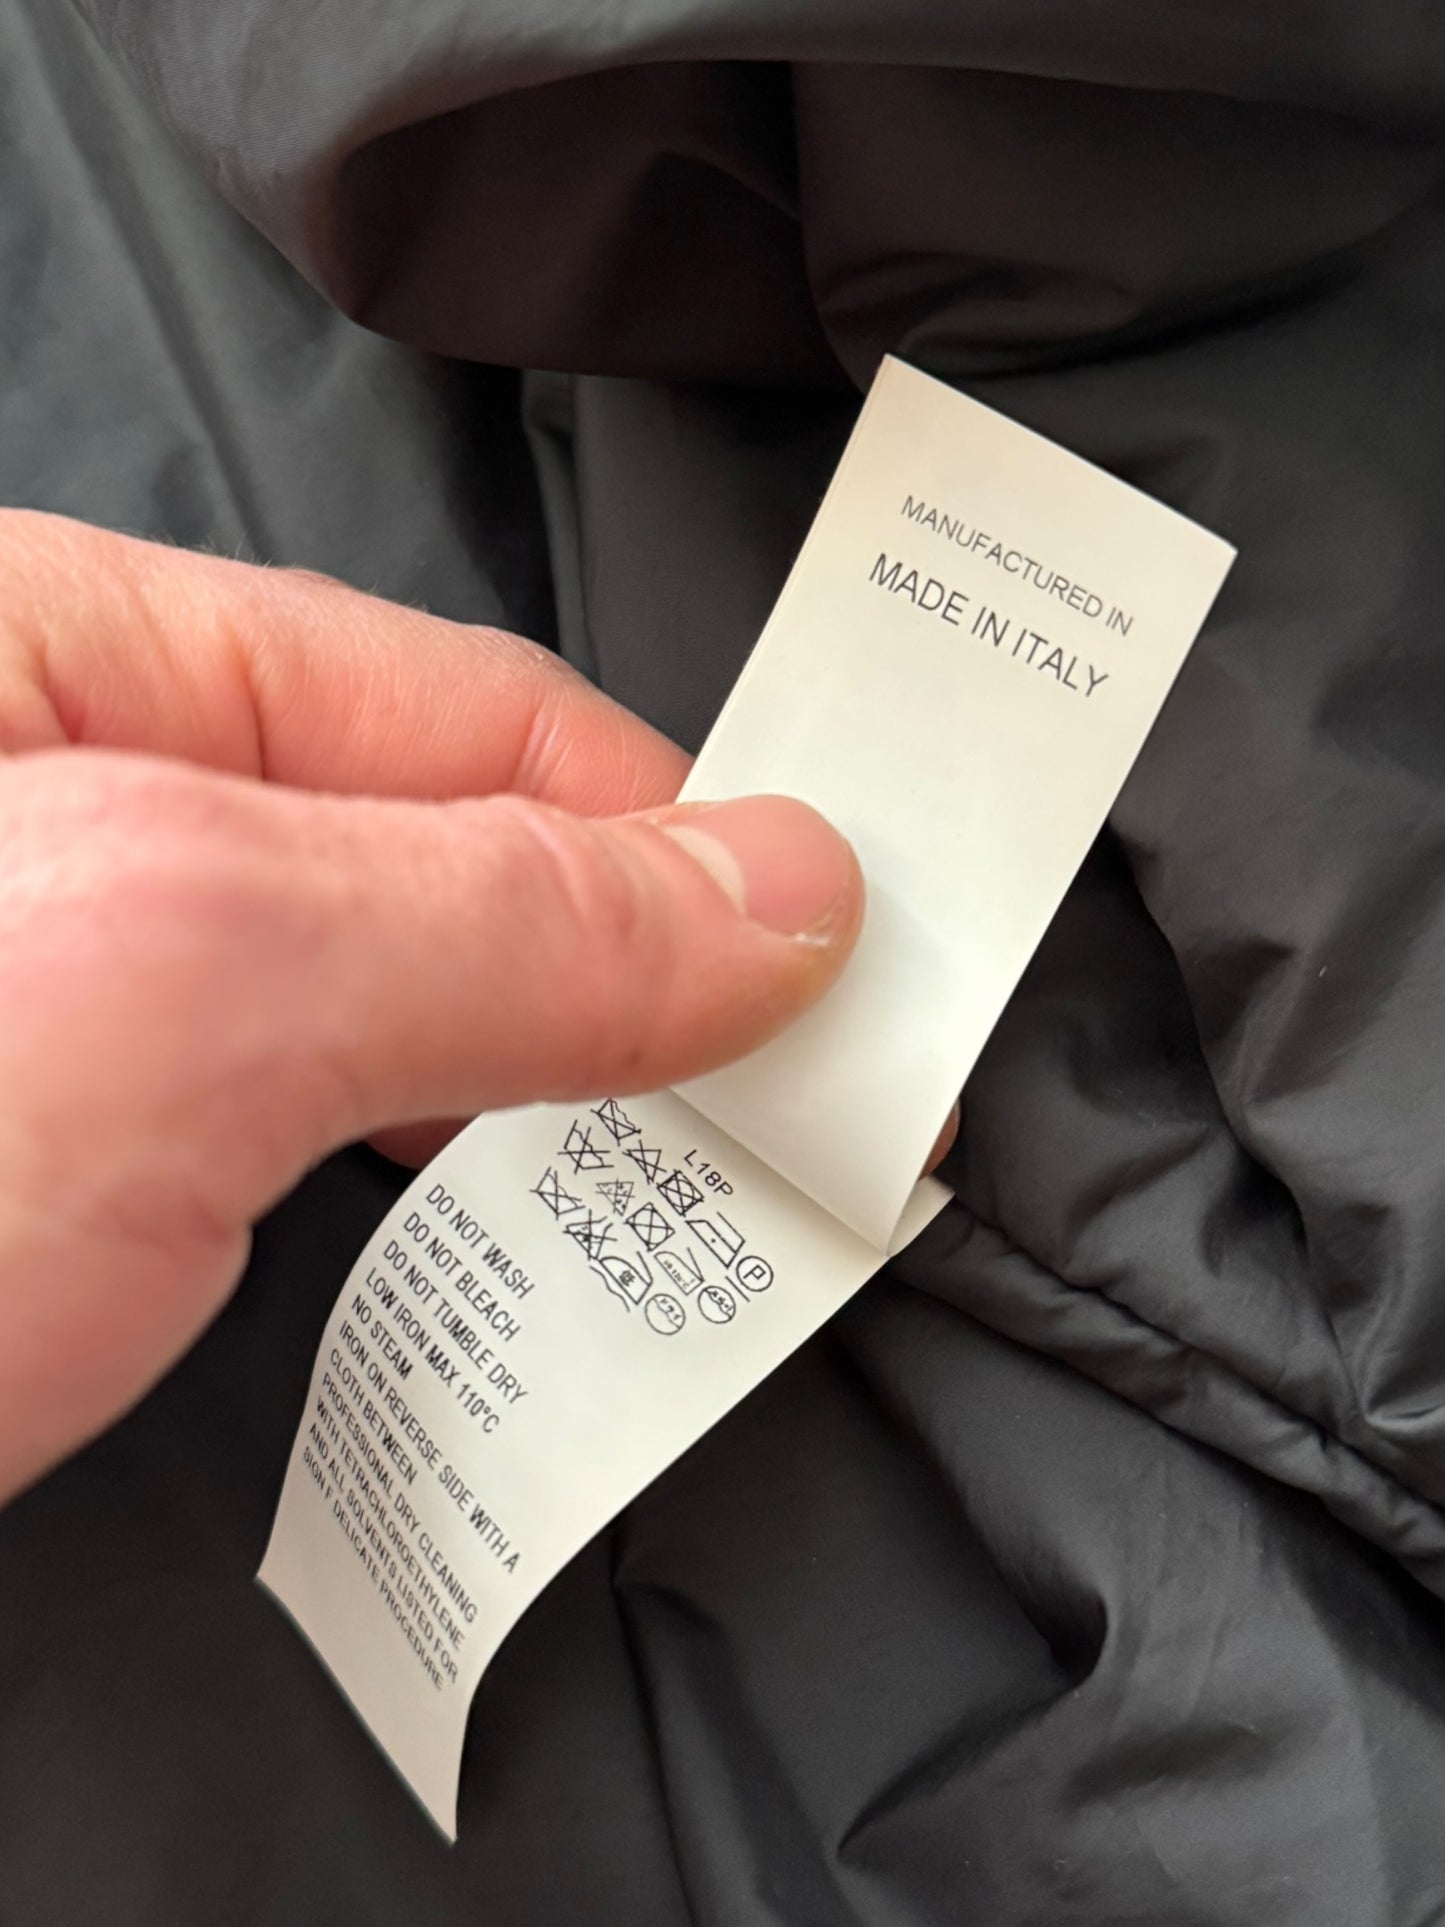 MANUFACTURED IN
MADE IN ITALY
L18P
P
DO NOT WASH
DO NOT BLEACH
DO NOT TUMBLE DRY
LOW IRON MAX 110°C
NO STEAM
IRON ON REVERSE SIDE WITH A
CLOTH BETWEEN
PROFESSIONAL DRY CLEANING
WITH TETRACHLOROETHYLENE
AND ALL SOLVENTS LISTED FOR
SIGN F DELICATE PROCEDURE